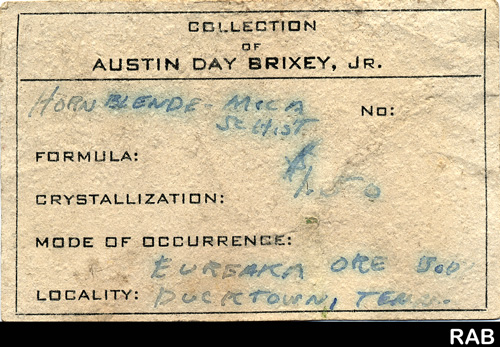 COLLECTION
OF
AUSTIN DAY BRIXEY, JR.
HORNBLENDE - MICA
SCHIST
No:
FORMULA:
CRYSTALLIZATION:
MODE OF OCCURRENCE:
EUREAKA ORE
LOCALITY: DUCKTOWN, TENN.
RAB